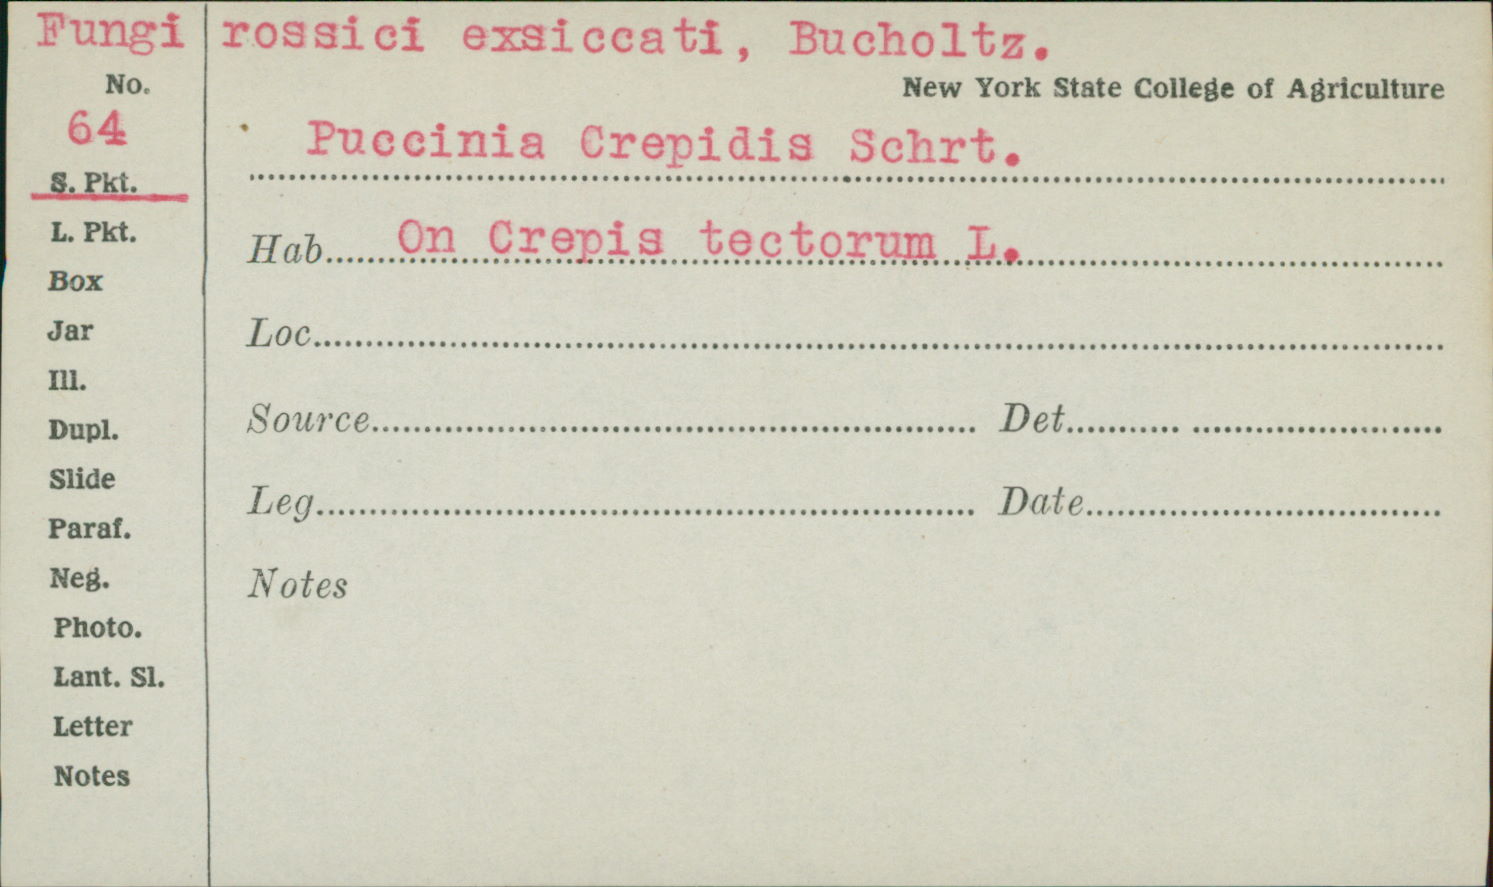 Fungi rossici exsiccati, Bucholtz.
No.
New York State College of Agriculture
64
Puccinia Crepidis Schrt.
S. Pkt.
L. Pkt.
Hab. On Crepis tectorum L.
Box
Jar
Loc.
Ill.
Dupl.
Source Det.
Slide
Leg. Date
Paraf.
Neg.
Notes
Photo.
Lant. Sl.
Letter
Notes